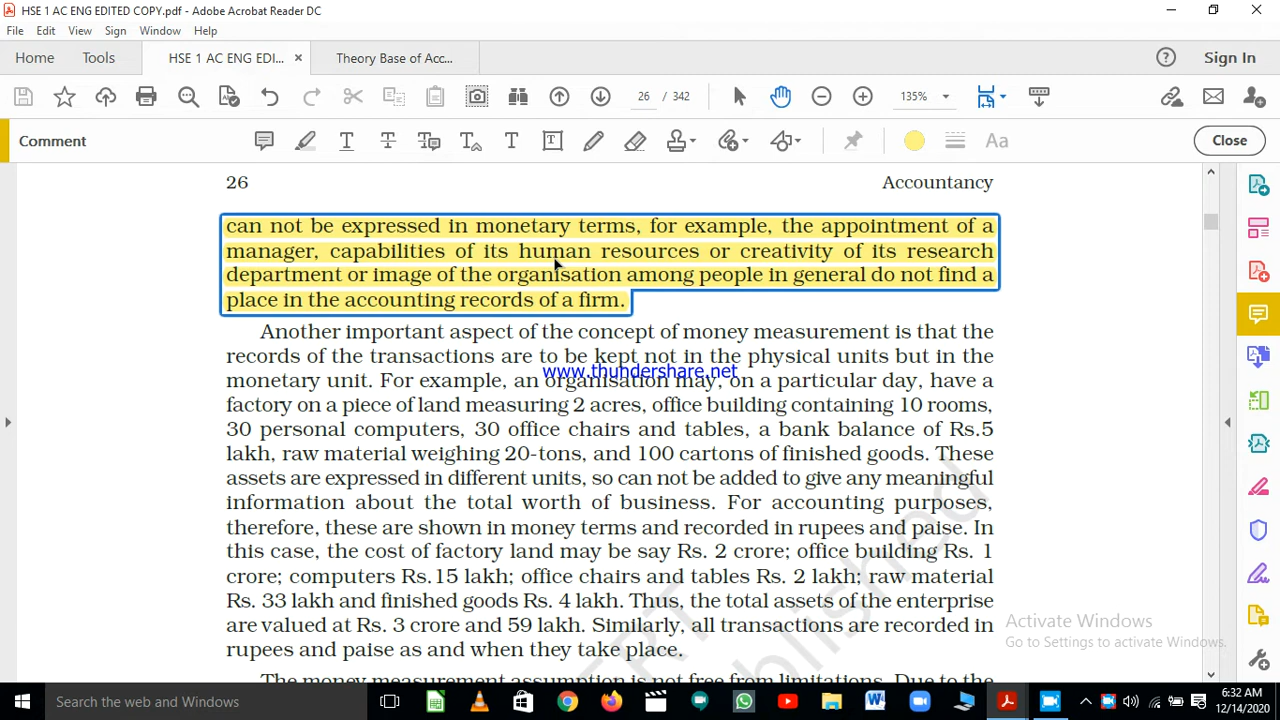 HSE 1 AC ENG EDITED COPY.pdf - Adobe Acrobat Reader DC
File Edit View Sign Window Help
Home Tools HSE 1 AC ENG EDI... × Theory Base of Acc... Sign In
26 / 342 135%
Comment Close
26 Accountancy
can not be expressed in monetary terms, for example, the appointment of a
manager, capabilities of its human resources or creativity of its research
department or image of the organisation among people in general do not find a
place in the accounting records of a firm.
Another important aspect of the concept of money measurement is that the
records of the transactions are to be kept not in the physical units but in the
www.thundershare.net
monetary unit. For example, an organisation may, on a particular day, have a
factory on a piece of land measuring 2 acres, office building containing 10 rooms,
30 personal computers, 30 office chairs and tables, a bank balance of Rs.5
lakh, raw material weighing 20-tons, and 100 cartons of finished goods. These
assets are expressed in different units, so can not be added to give any meaningful
information about the total worth of business. For accounting purposes,
therefore, these are shown in money terms and recorded in rupees and paise. In
this case, the cost of factory land may be say Rs. 2 crore; office building Rs. 1
crore; computers Rs.15 lakh; office chairs and tables Rs. 2 lakh; raw material
Rs. 33 lakh and finished goods Rs. 4 lakh. Thus, the total assets of the enterprise
are valued at Rs. 3 crore and 59 lakh. Similarly, all transactions are recorded in
rupees and paise as and when they take place.
The money measurement assumption is not free from limitations. Due to the
Activate Windows
Go to Settings to activate Windows.
Search the web and Windows
6:32 AM
12/14/2020